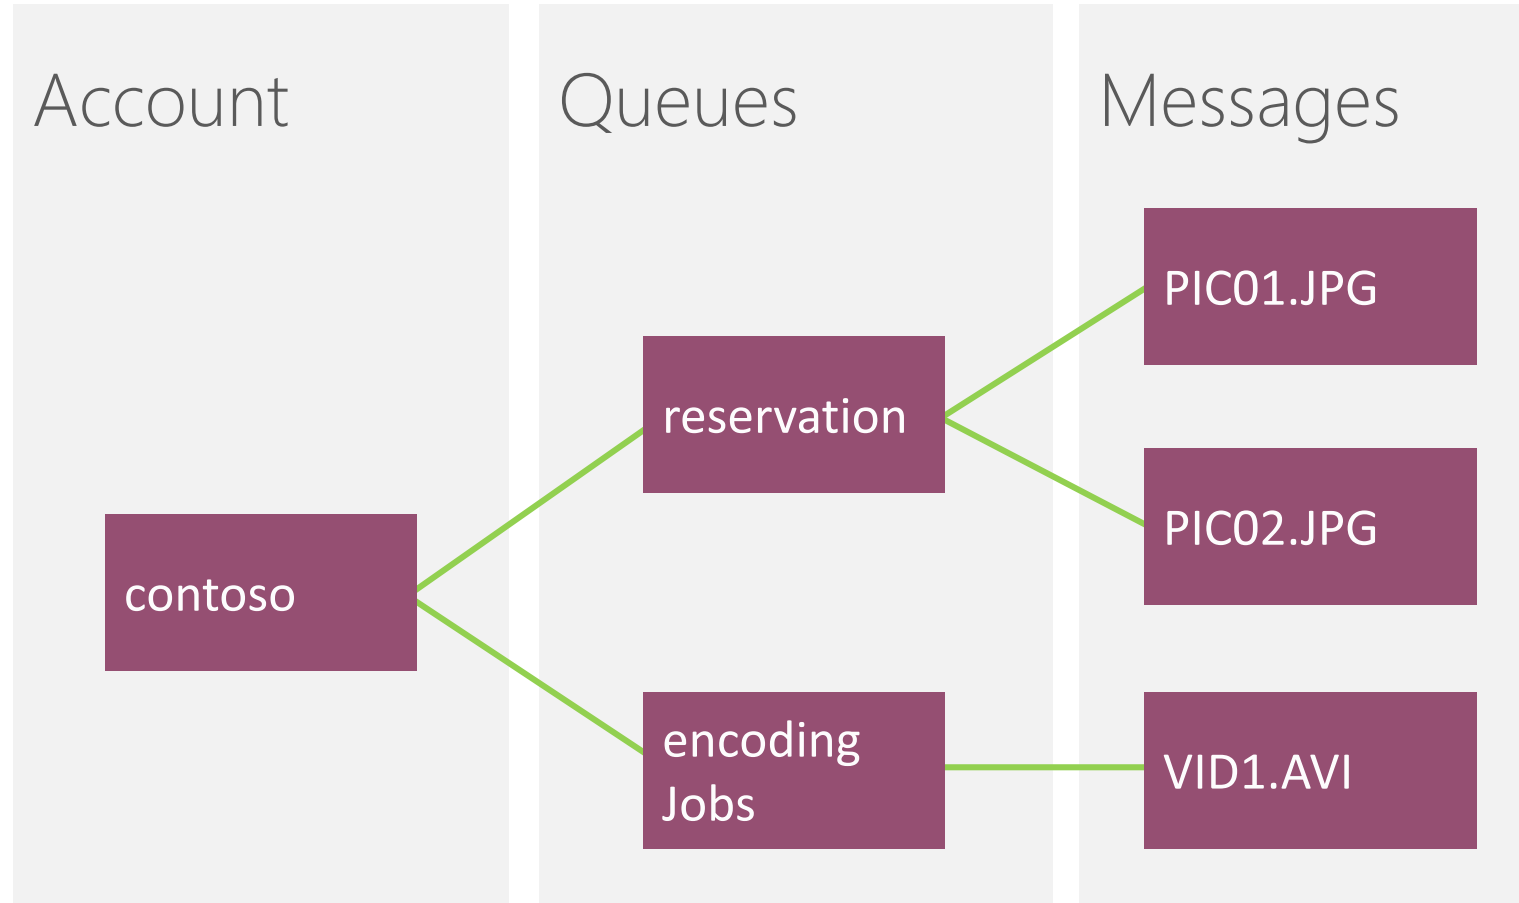 Account
Queues
Messages
contoso
reservation
encoding
Jobs
PIC01.JPG
PIC02.JPG
VID1.AVI